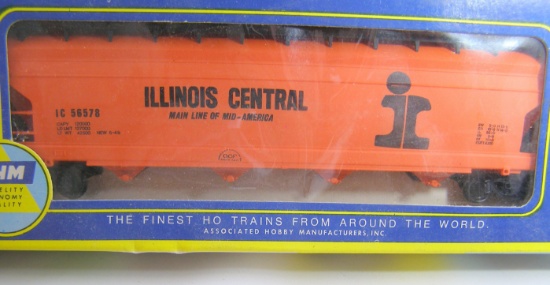 ILLINOIS CENTRAL
MAIN LINE OF MID-AMERICA
IC 56578
i
HM
ECONOMY
THE FINEST HO TRAINS FROM AROUND THE WORLD.
ASSOCIATED HOBBY MANUFACTURERS, INC.